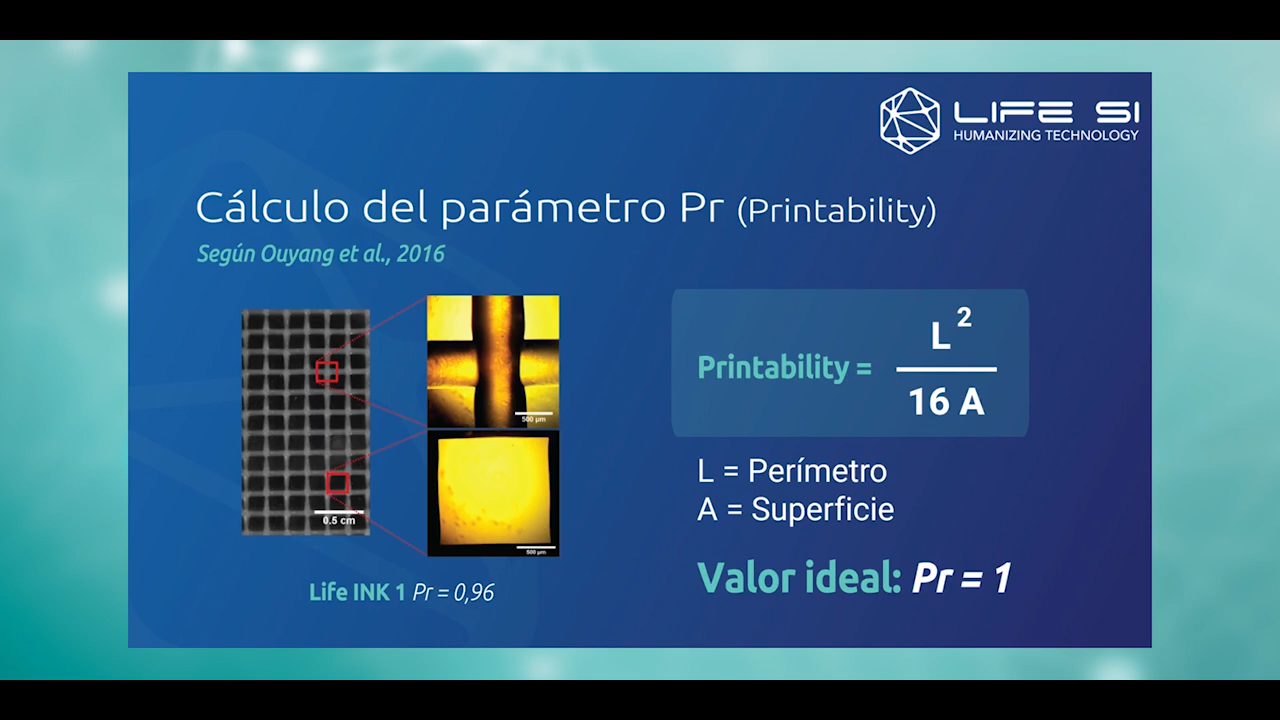 LIFE SI
HUMANIZING TECHNOLOGY
Cálculo del parámetro Pr (Printability)
Según Ouyang et al., 2016
0.5 cm
500 μm
500 μm
Life INK 1 Pr = 0,96
Printability = L² / 16 A
L = Perímetro
A = Superficie
Valor ideal: Pr = 1